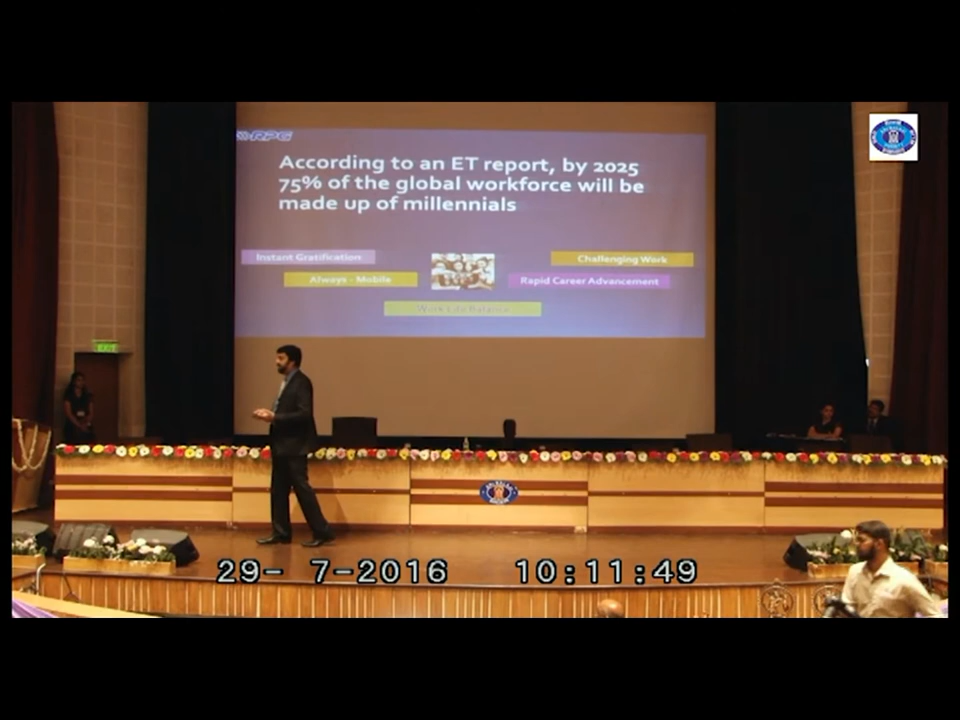 RPG
According to an ET report, by 2025
75% of the global workforce will be
made up of millennials
Instant Gratification
Challenging Work
Always - Mobile
Rapid Career Advancement
Work Life Balance
EXIT
29- 7-2016 10:11:49